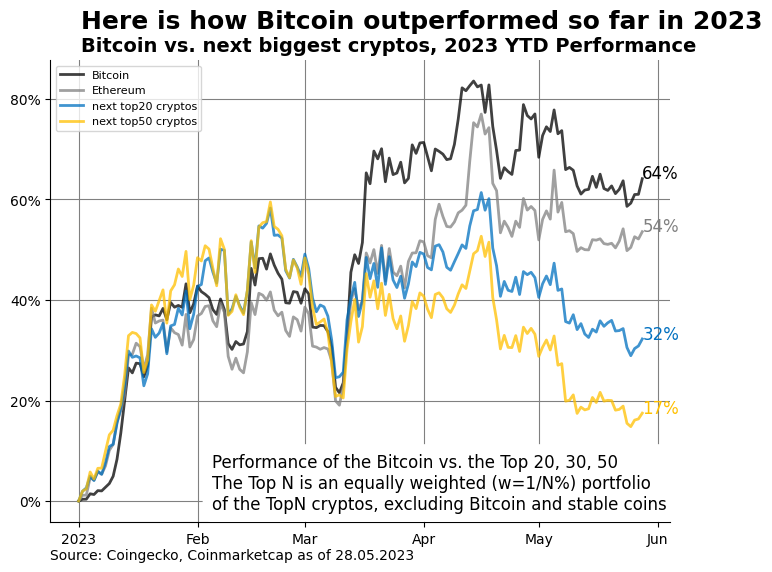 Here is how Bitcoin outperformed so far in 2023
Bitcoin vs. next biggest cryptos, 2023 YTD Performance
Bitcoin
Ethereum
next top20 cryptos
next top50 cryptos
80%
60%
40%
20%
0%
64%
54%
32%
17%
Performance of the Bitcoin vs. the Top 20, 30, 50
The Top N is an equally weighted (w=1/N%) portfolio
of the TopN cryptos, excluding Bitcoin and stable coins
2023 Feb Mar Apr May Jun
Source: Coingecko, Coinmarketcap as of 28.05.2023